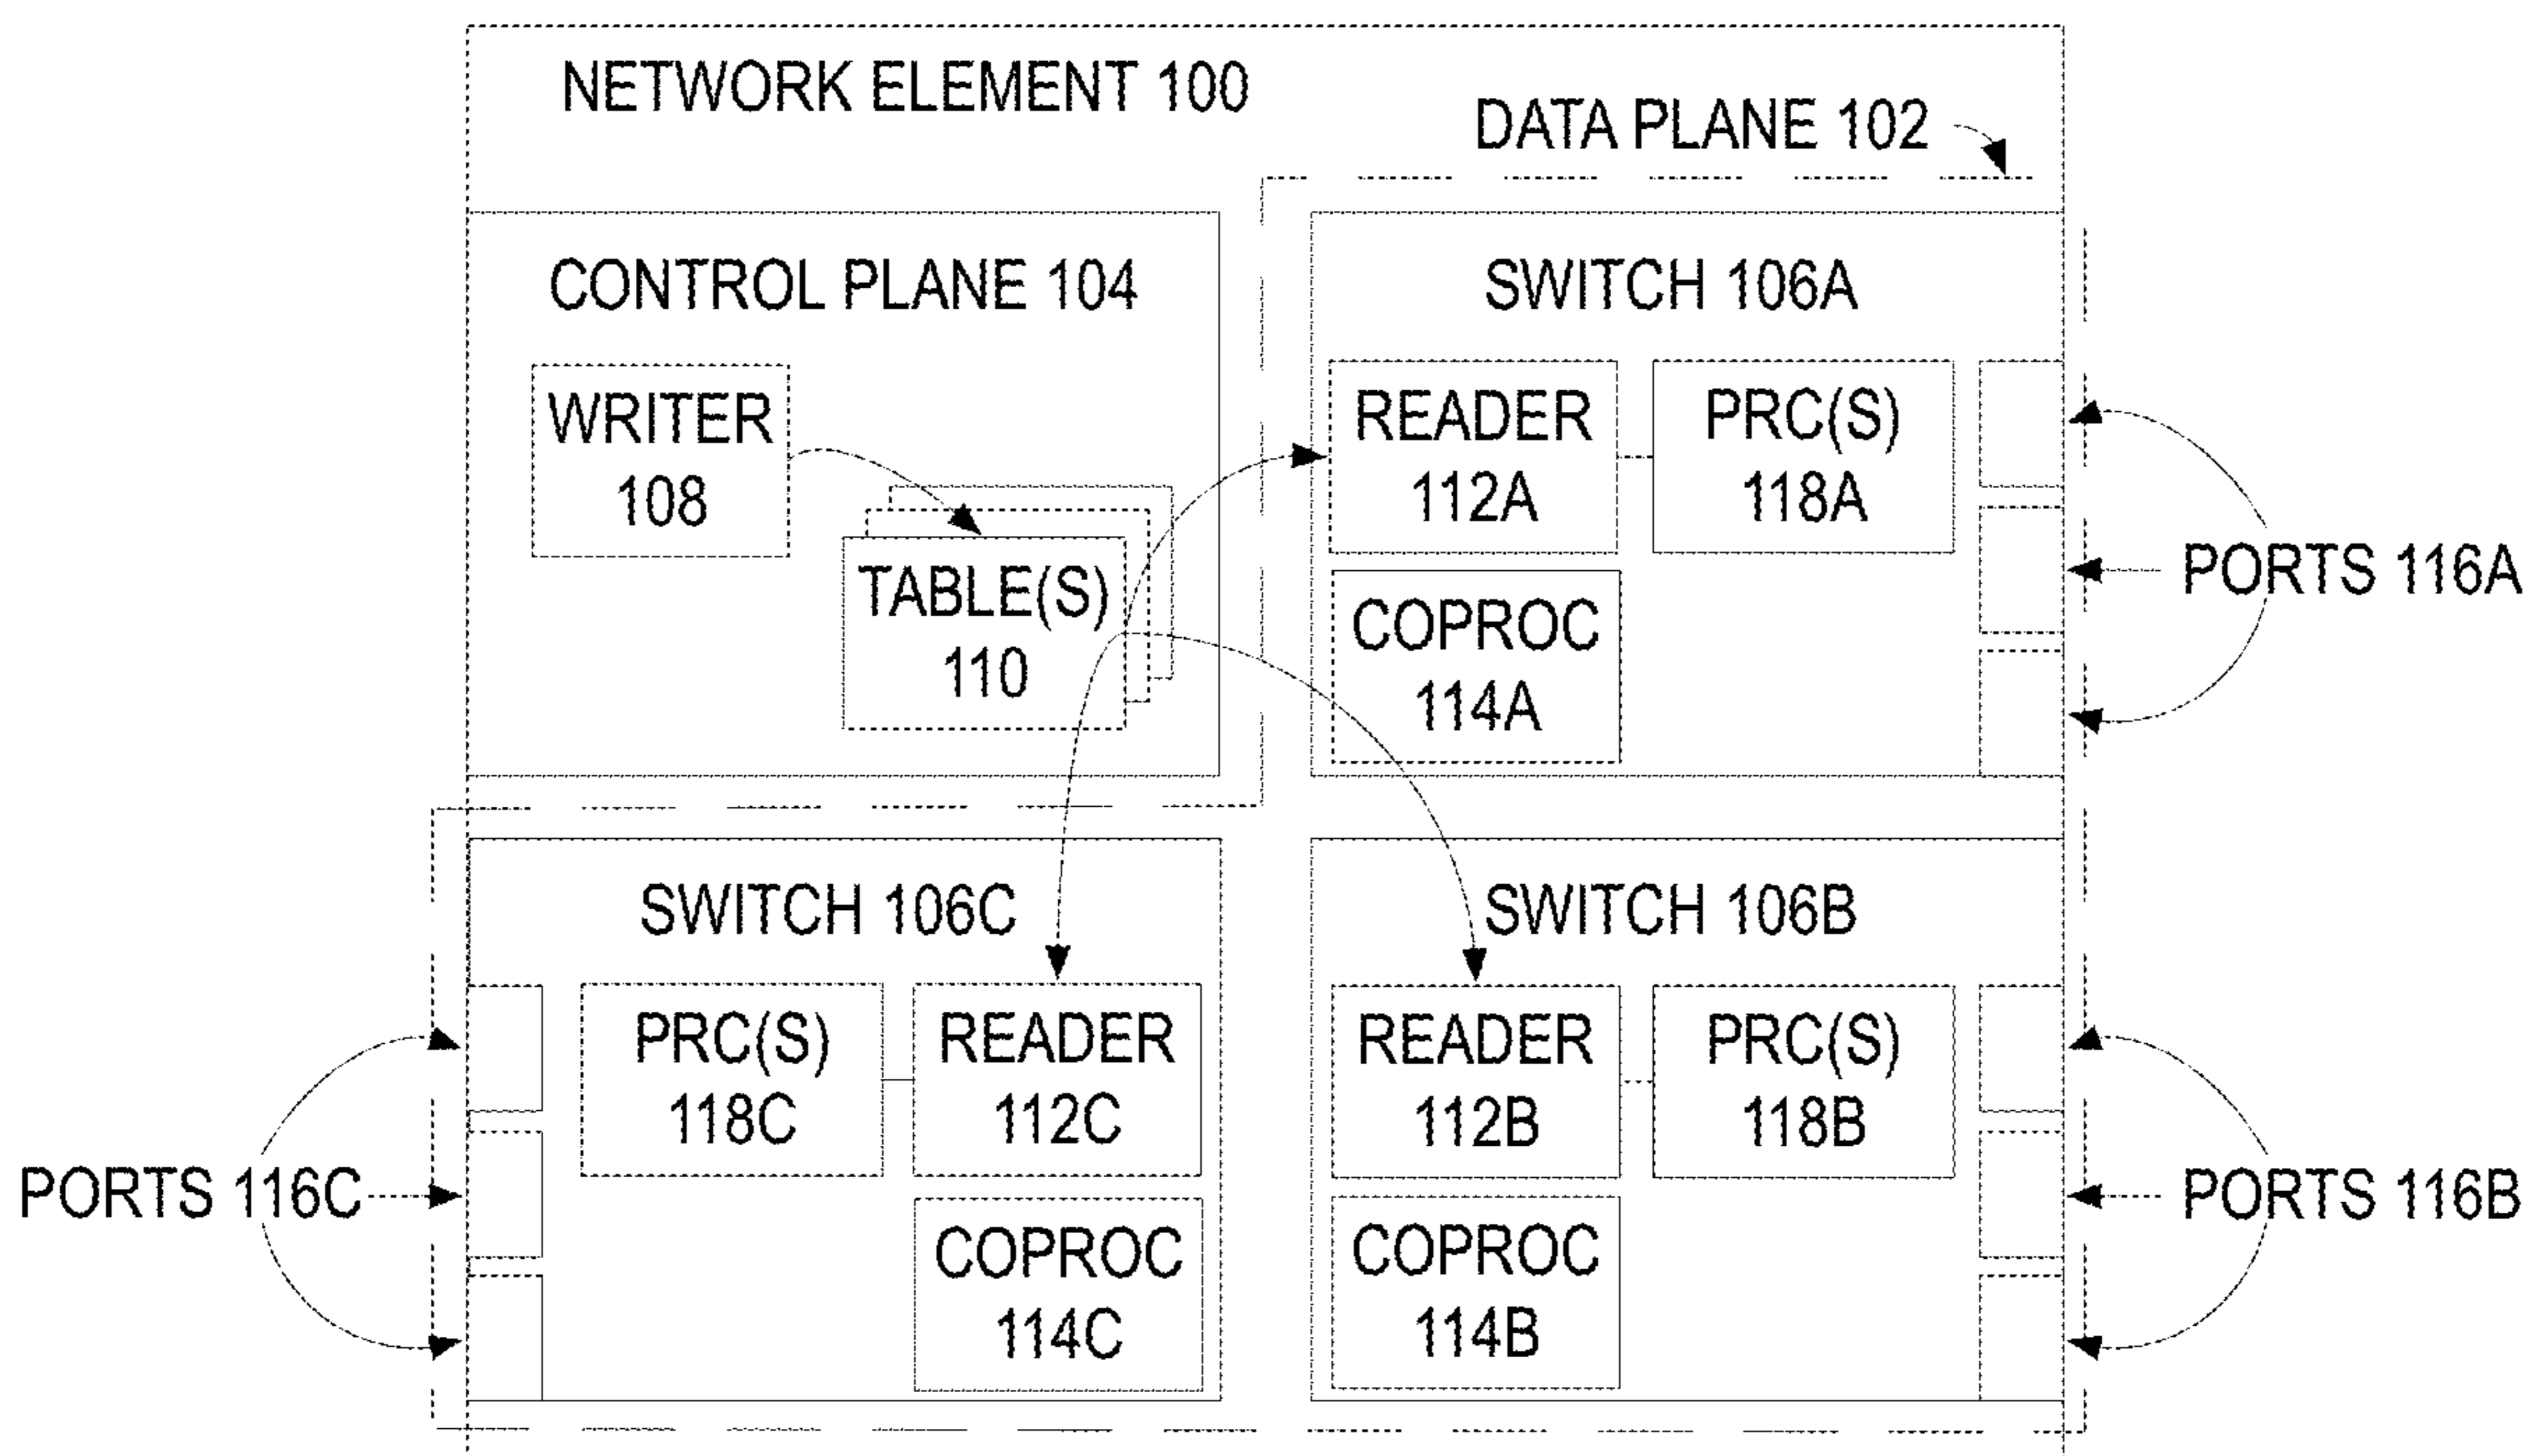 NETWORK ELEMENT 100
DATA PLANE 102
CONTROL PLANE 104
WRITER
108
TABLE(S)
110
SWITCH 106A
READER
112A
PRC(S)
118A
COPROC
114A
PORTS 116A
SWITCH 106C
PRC(S)
118C
READER
112C
COPROC
114C
PORTS 116C
SWITCH 106B
READER
112B
PRC(S)
118B
COPROC
114B
PORTS 116B